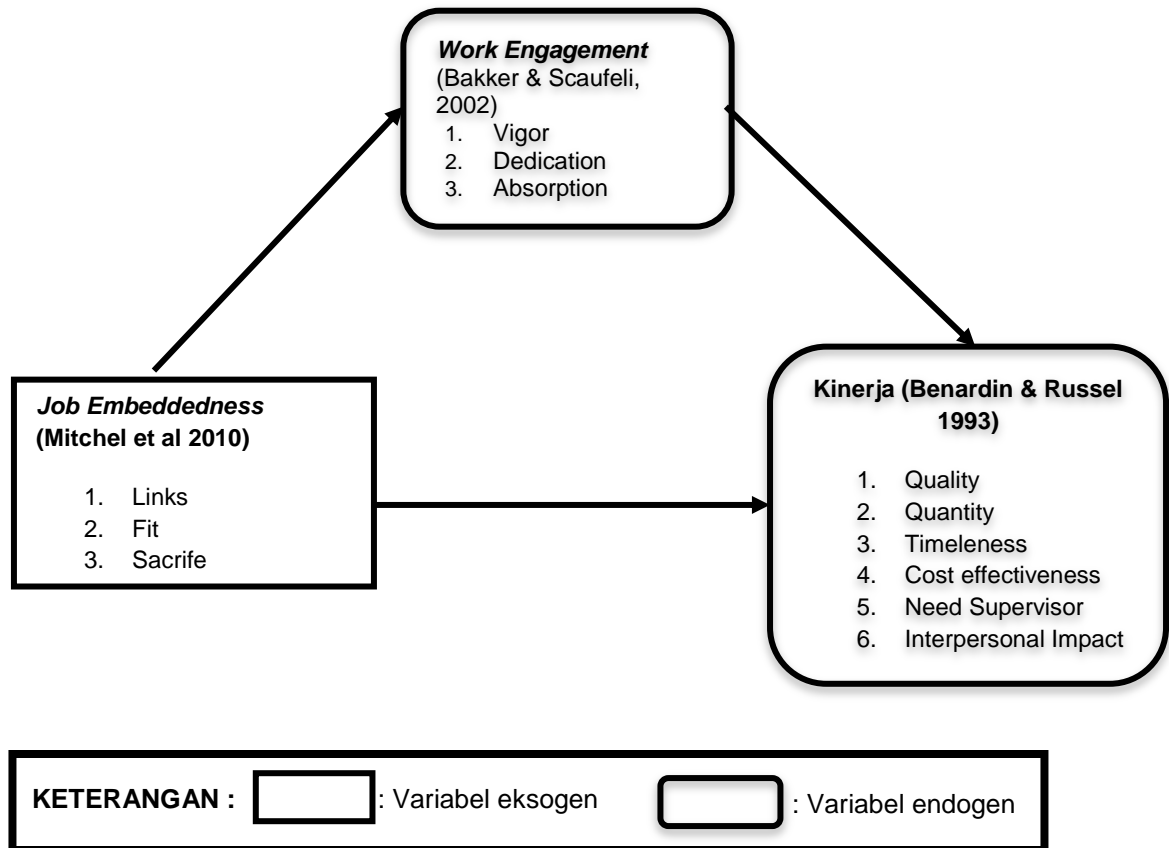 Work Engagement
(Bakker & Scaufeli,
2002)
1. Vigor
2. Dedication
3. Absorption
Job Embeddedness
(Mitchel et al 2010)
1. Links
2. Fit
3. Sacrife
Kinerja (Benardin & Russel
1993)
1. Quality
2. Quantity
3. Timeleness
4. Cost effectiveness
5. Need Supervisor
6. Interpersonal Impact
KETERANGAN : : Variabel eksogen : Variabel endogen